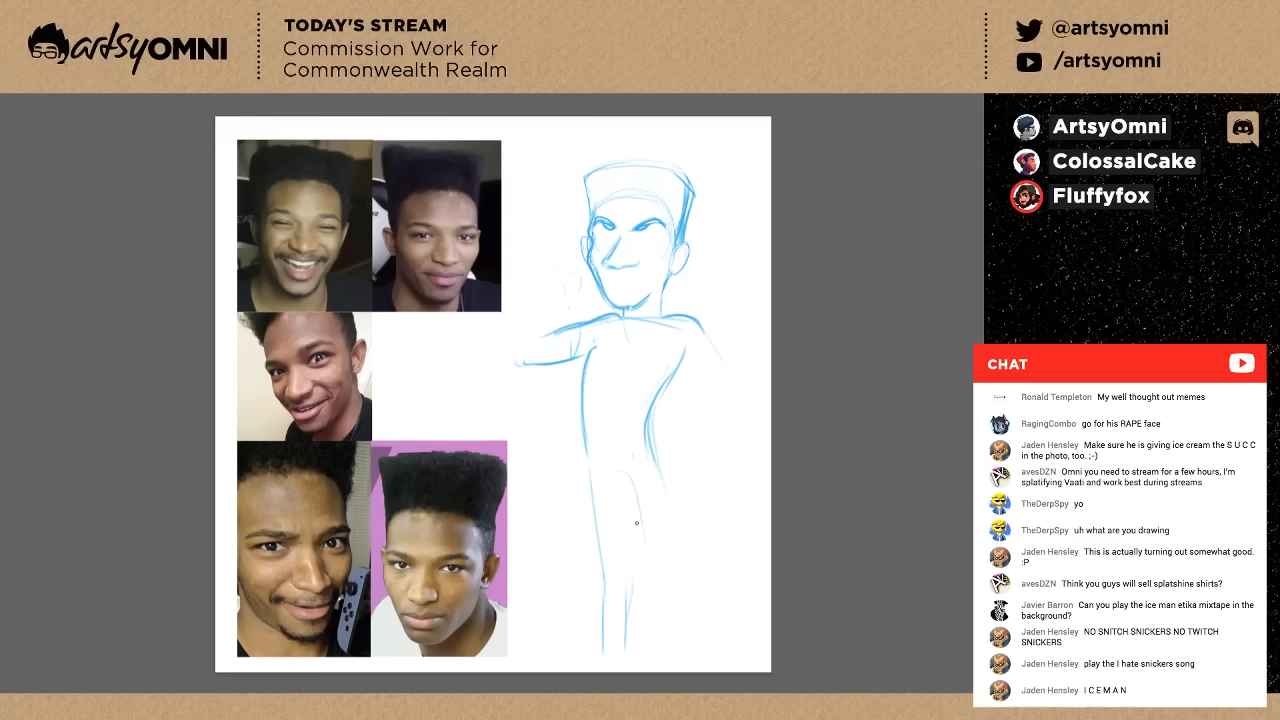 artsyOMNI
TODAY'S STREAM
Commission Work for
Commonwealth Realm
@artsyomni
/artsyomni
ArtsyOmni
ColossalCake
Fluffyfox
CHAT
Ronald Templeton My well thought out memes
RagingCombo go for his RAPE face
Jaden Hensley Make sure he is giving ice cream the S U C C
in the photo, too. ;-)
avesDZN Omni you need to stream for a few hours, I'm
splatifying Vaati and work best during streams
TheDerpSpy yo
TheDerpSpy uh what are you drawing
Jaden Hensley This is actually turning out somewhat good.
:P
avesDZN Think you guys will sell splatshine shirts?
Javier Barron Can you play the ice man etika mixtape in the
background?
Jaden Hensley NO SNITCH SNICKERS NO TWITCH
SNICKERS
Jaden Hensley play the I hate snickers song
Jaden Hensley I C E M A N